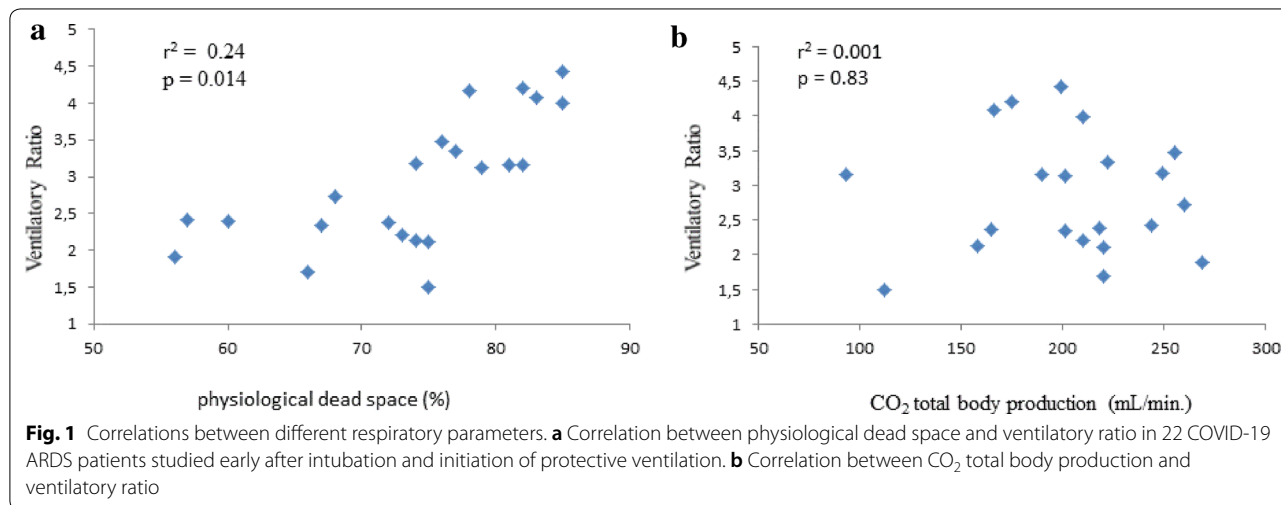 a
r² = 0.24
p = 0.014
Ventilatory Ratio
5
4,5
4
3,5
3
2,5
2
1,5
1
50
60
70
80
90
physiological dead space (%)
b
r² = 0.001
p = 0.83
Ventilatory Ratio
5
4,5
4
3,5
3
2,5
2
1,5
1
50
100
150
200
250
300
CO₂ total body production (mL/min.)
Fig. 1 Correlations between different respiratory parameters. a Correlation between physiological dead space and ventilatory ratio in 22 COVID-19
ARDS patients studied early after intubation and initiation of protective ventilation. b Correlation between CO₂ total body production and
ventilatory ratio